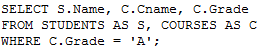 SELECT S.Name, C.Cname, C.Grade
FROM STUDENTS AS S, COURSES AS C
WHERE C.Grade = 'A';